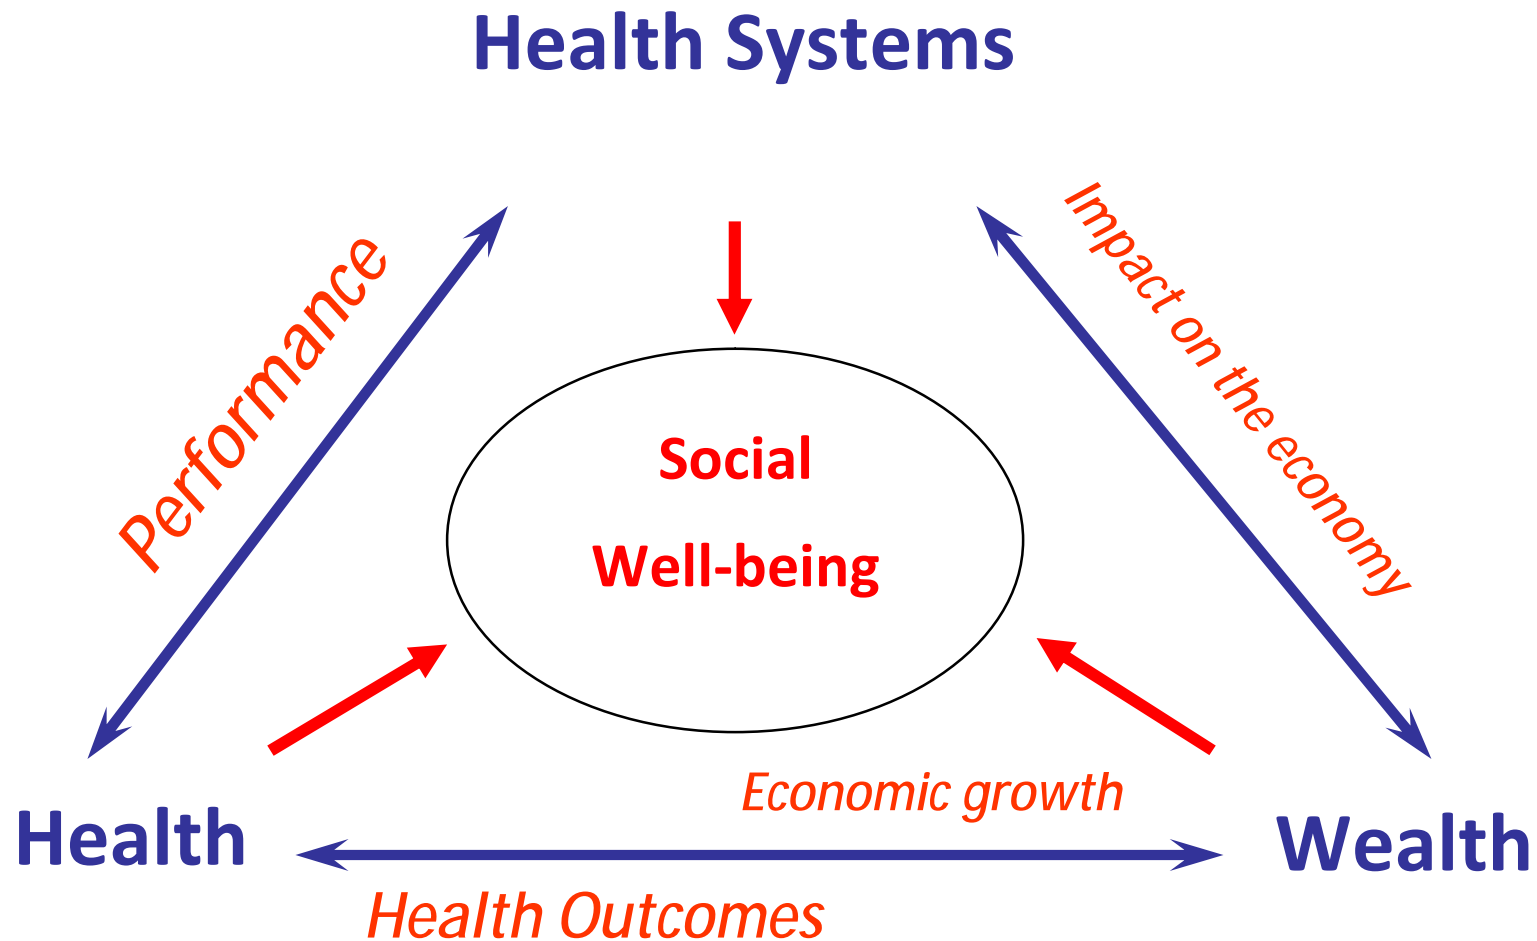 Health Systems
Performance
Impact on the economy
Social
Well-being
Economic growth
Health
Wealth
Health Outcomes